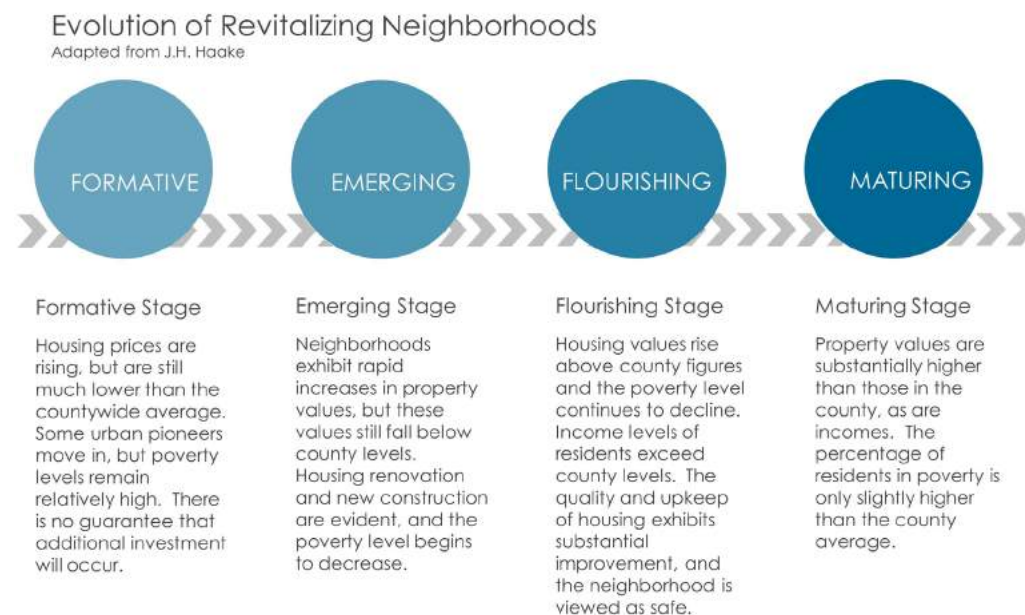 Evolution of Revitalizing Neighborhoods
Adapted from J.H. Haake
FORMATIVE
EMERGING
FLOURISHING
MATURING
Formative Stage
Housing prices are
rising, but are still
much lower than the
countywide average.
Some urban pioneers
move in, but poverty
levels remain
relatively high. There
is no guarantee that
additional investment
will occur.
Emerging Stage
Neighborhoods
exhibit rapid
increases in property
values, but these
values still fall below
county levels.
Housing renovation
and new construction
are evident, and the
poverty level begins
to decrease.
Flourishing Stage
Housing values rise
above county figures
and the poverty level
continues to decline.
Income levels of
residents exceed
county levels. The
quality and upkeep
of housing exhibits
substantial
improvement, and
the neighborhood is
viewed as safe.
Maturing Stage
Property values are
substantially higher
than those in the
county, as are
incomes. The
percentage of
residents in poverty is
only slightly higher
than the county
average.